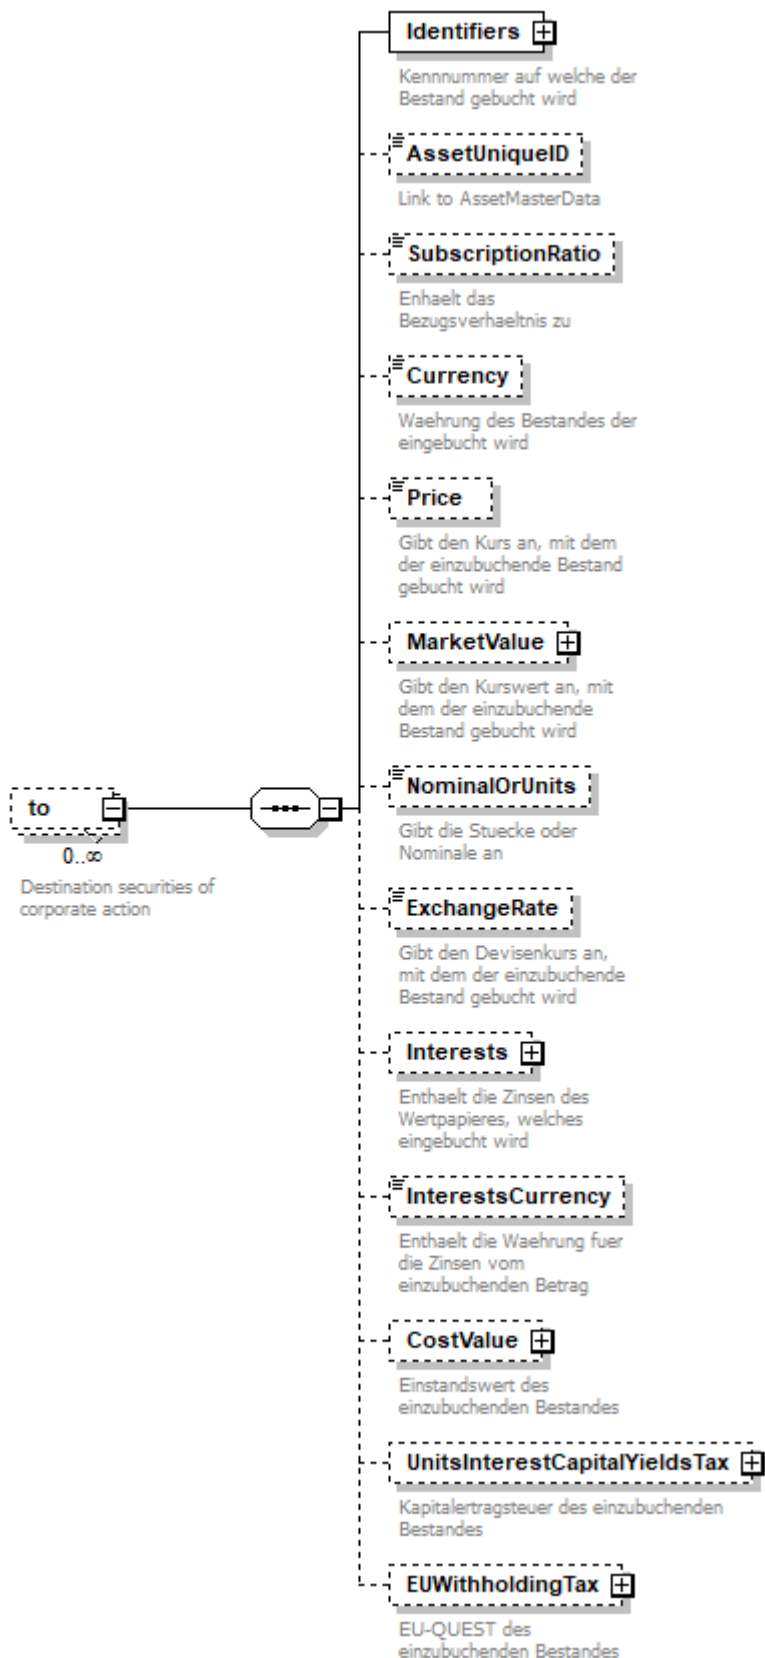 Identifiers
Kennnummer auf welche der
Bestand gebucht wird
AssetUniqueID
Link to AssetMasterData
SubscriptionRatio
Enhaelt das
Bezugsverhaeltnis zu
Currency
Waehrung des Bestandes der
eingebucht wird
Price
Gibt den Kurs an, mit dem
der einzubuchende Bestand
gebucht wird
MarketValue
Gibt den Kurswert an, mit
dem der einzubuchende
Bestand gebucht wird
to
0..∞
Destination securities of
corporate action
NominalOrUnits
Gibt die Stuecke oder
Nominale an
ExchangeRate
Gibt den Devisenkurs an,
mit dem der einzubuchende
Bestand gebucht wird
Interests
Enthaelt die Zinsen des
Wertpapieres, welches
eingebucht wird
InterestsCurrency
Enthaelt die Waehrung fuer
die Zinsen vom
einzubuchenden Betrag
CostValue
Einstandswert des
einzubuchenden Bestandes
UnitsInterestCapitalYieldsTax
Kapitalertragsteuer des einzubuchenden
Bestandes
EUWithholdingTax
EU-QUEST des
einzubuchenden Bestandes